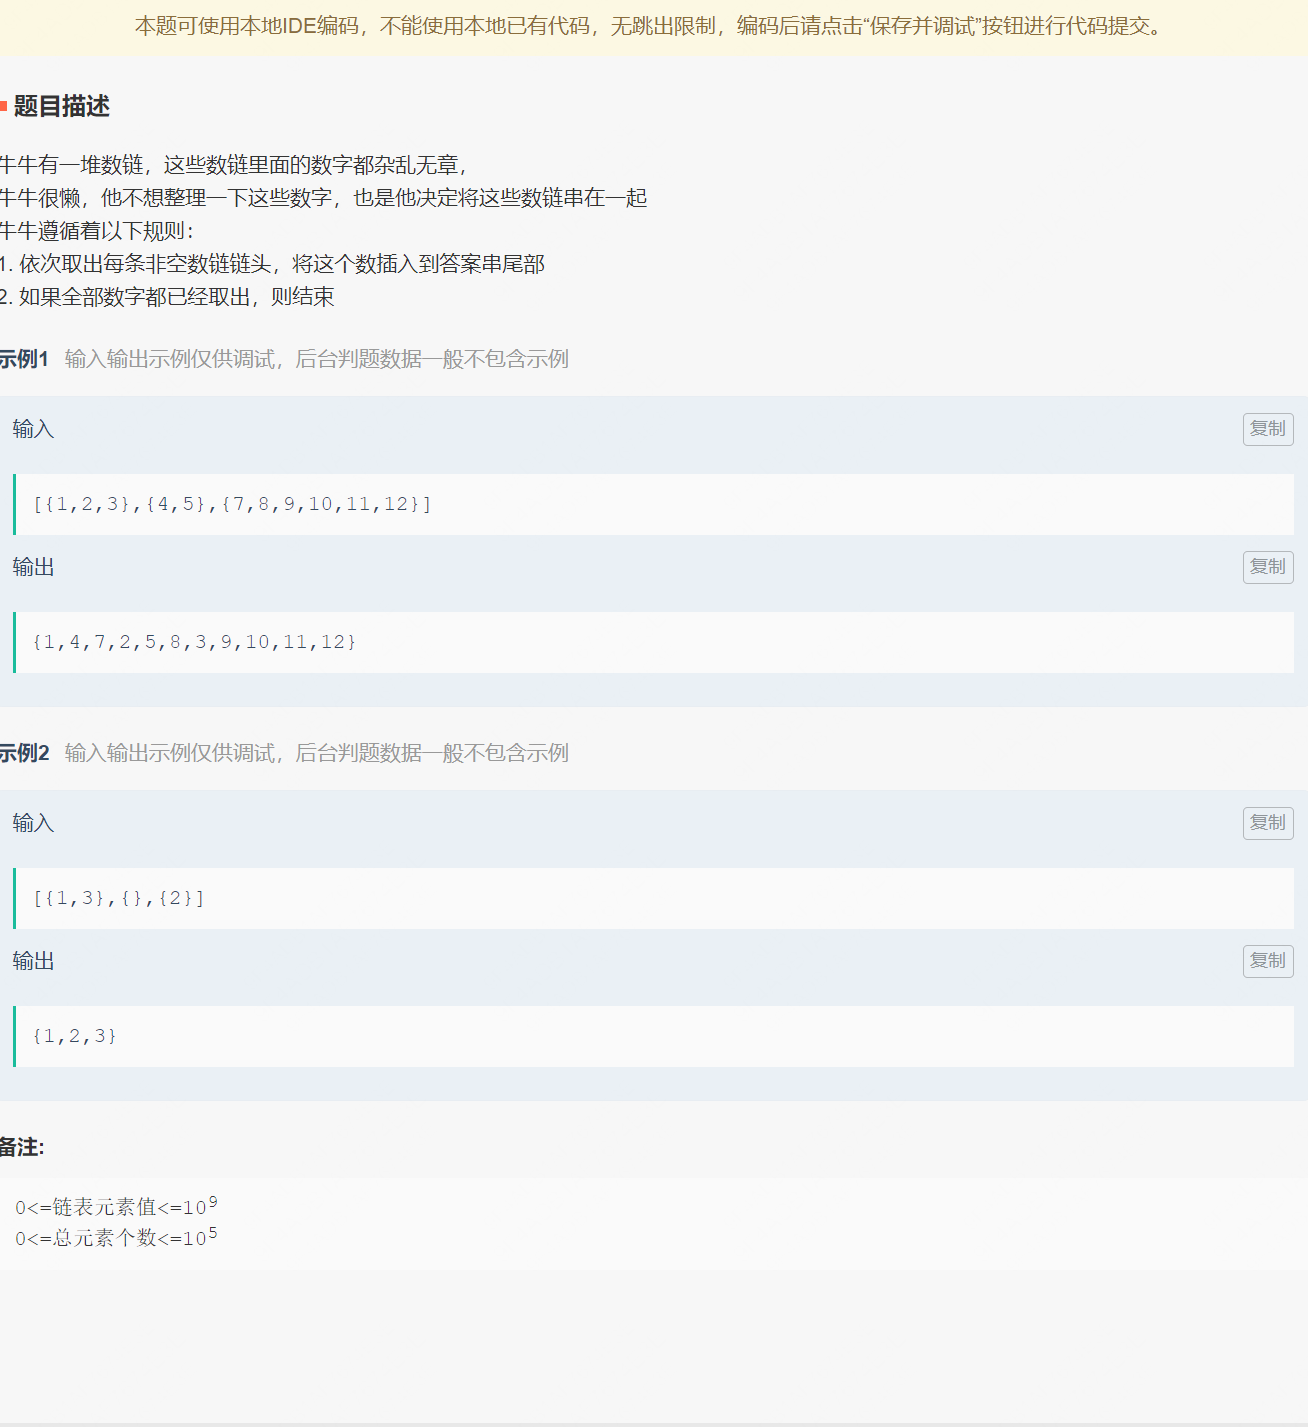 本题可使用本地IDE编码，不能使用本地已有代码，无跳出限制，编码后请点击“保存并调试”按钮进行代码提交。
题目描述
牛牛有一堆数链，这些数链里面的数字都杂乱无章，
牛牛很懒，他不想整理一下这些数字，也是他决定将这些数链串在一起
牛牛遵循着以下规则：
1. 依次取出每条非空数链链头，将这个数插入到答案串尾部
2. 如果全部数字都已经取出，则结束
示例1 输入输出示例仅供调试，后台判题数据一般不包含示例
输入 复制
[{1,2,3},{4,5},{7,8,9,10,11,12}]
输出 复制
{1,4,7,2,5,8,3,9,10,11,12}
示例2 输入输出示例仅供调试，后台判题数据一般不包含示例
输入 复制
[{1,3},{},{2}]
输出 复制
{1,2,3}
备注:
0<=链表元素值<=10⁹
0<=总元素个数<=10⁵